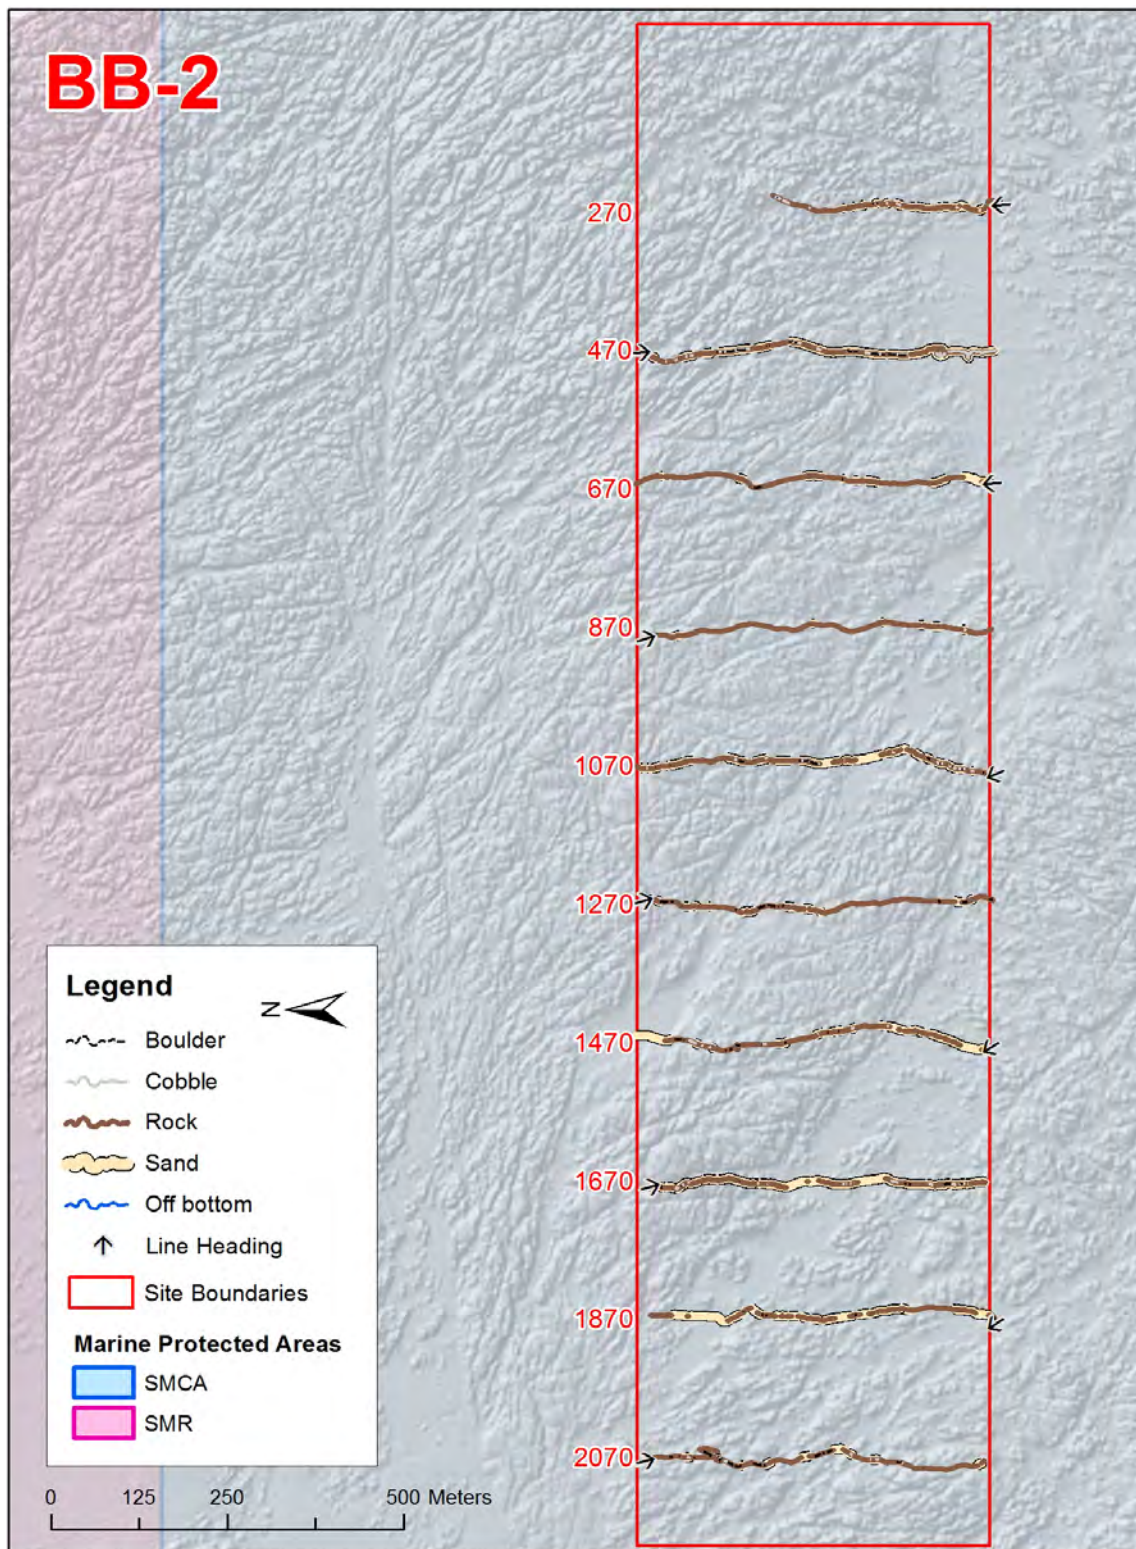 BB-2
270
470
670
870
1070
1270
1470
1670
1870
2070
Legend
N
Boulder
Cobble
Rock
Sand
Off bottom
Line Heading
Site Boundaries
Marine Protected Areas
SMCA
SMR
0 125 250 500 Meters